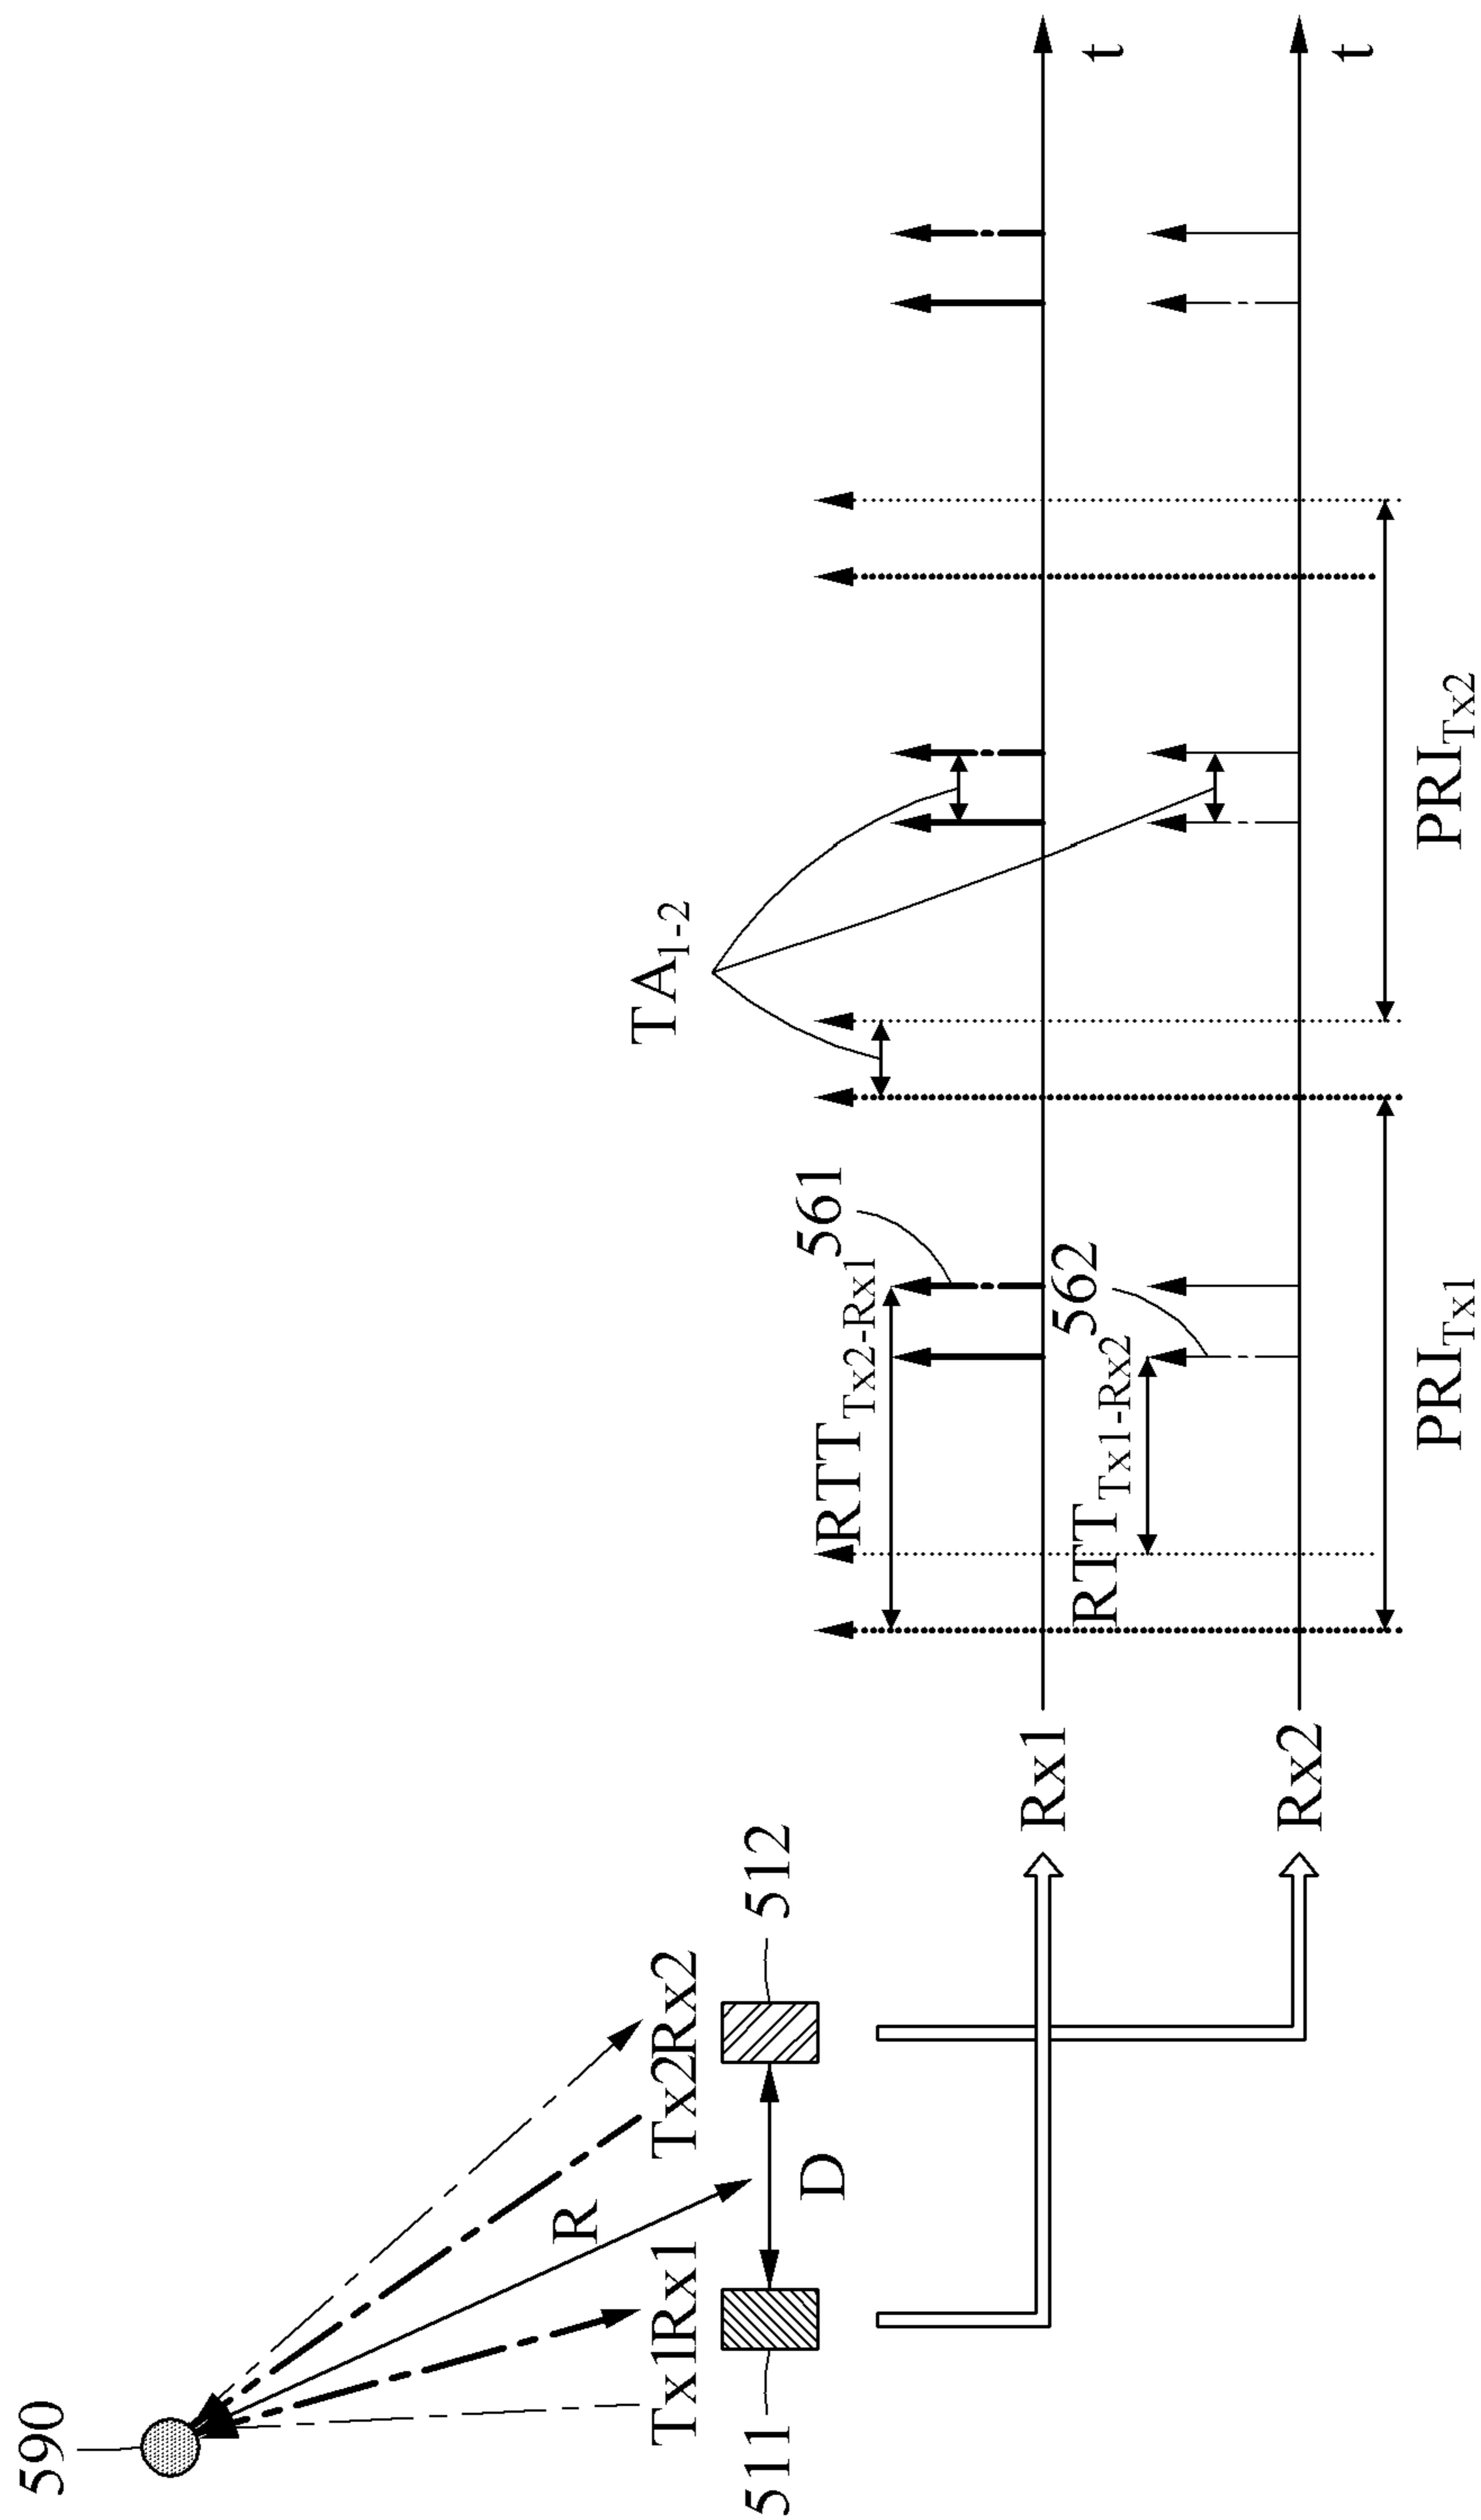 590
R
Tx1Rx1
Tx2Rx2
511
D
512
TA1-2
RTTTx2-Rx1
561
t
Rx1
RTTTx1-Rx2
562
t
Rx2
PRITx1
PRITx2